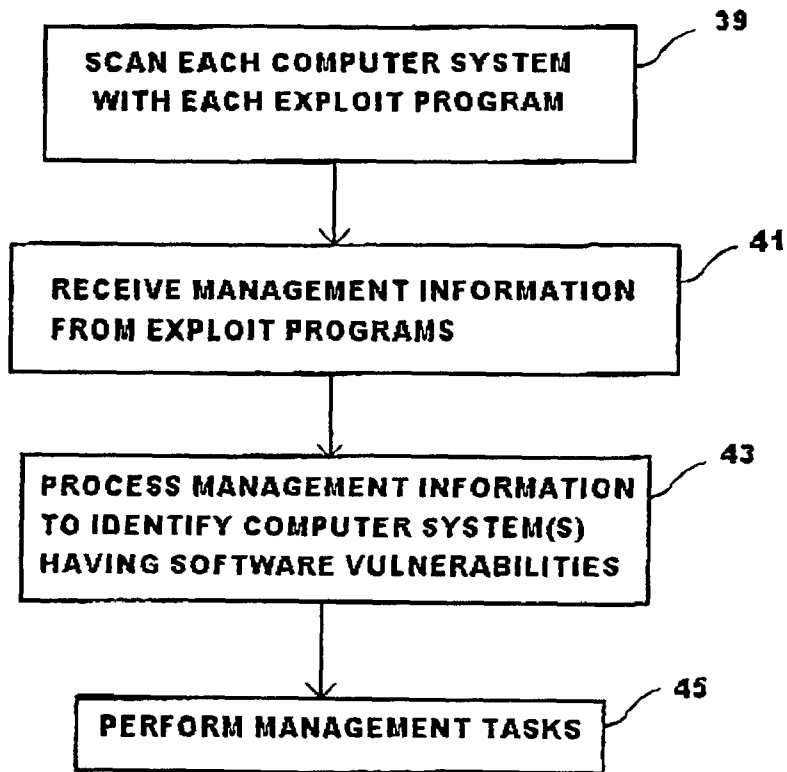 39
SCAN EACH COMPUTER SYSTEM
WITH EACH EXPLOIT PROGRAM
41
RECEIVE MANAGEMENT INFORMATION
FROM EXPLOIT PROGRAMS
43
PROCESS MANAGEMENT INFORMATION
TO IDENTIFY COMPUTER SYSTEM(S)
HAVING SOFTWARE VULNERABILITIES
45
PERFORM MANAGEMENT TASKS